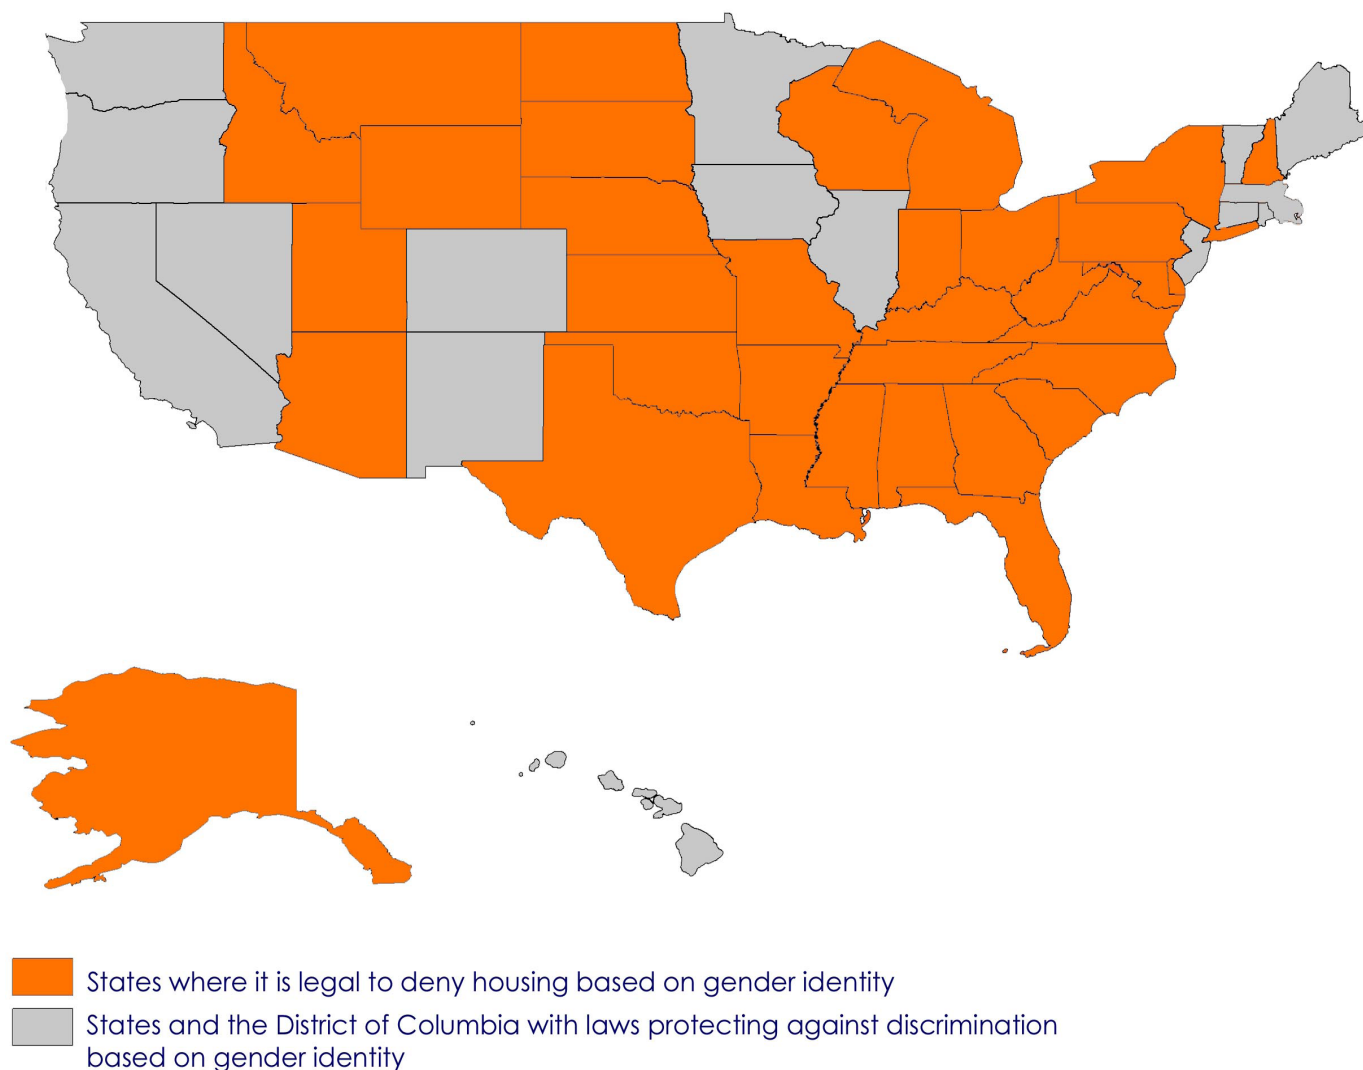 States where it is legal to deny housing based on gender identity
States and the District of Columbia with laws protecting against discrimination
based on gender identity